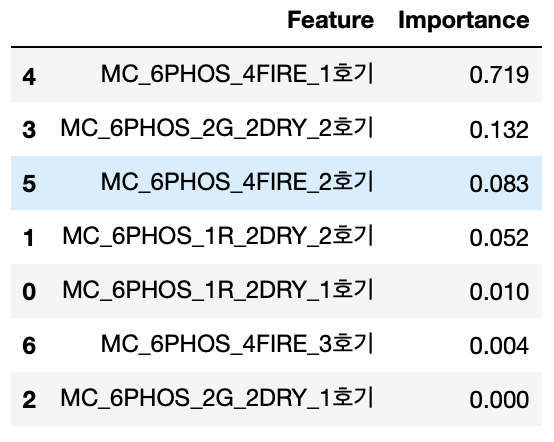 Feature Importance
4 MC_6PHOS_4FIRE_1호기 0.719
3 MC_6PHOS_2G_2DRY_2호기 0.132
5 MC_6PHOS_4FIRE_2호기 0.083
1 MC_6PHOS_1R_2DRY_2호기 0.052
0 MC_6PHOS_1R_2DRY_1호기 0.010
6 MC_6PHOS_4FIRE_3호기 0.004
2 MC_6PHOS_2G_2DRY_1호기 0.000